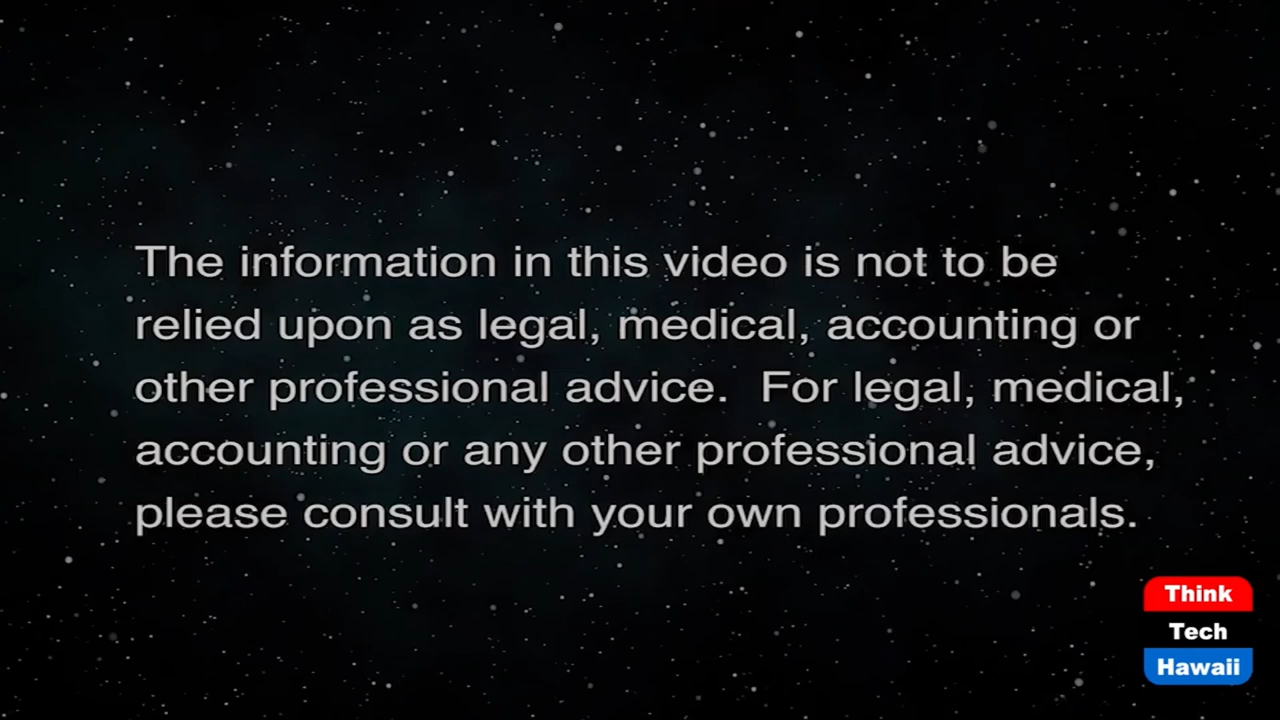 The information in this video is not to be
relied upon as legal, medical, accounting or
other professional advice.  For legal, medical,
accounting or any other professional advice,
please consult with your own professionals.
Think
Tech
Hawaii